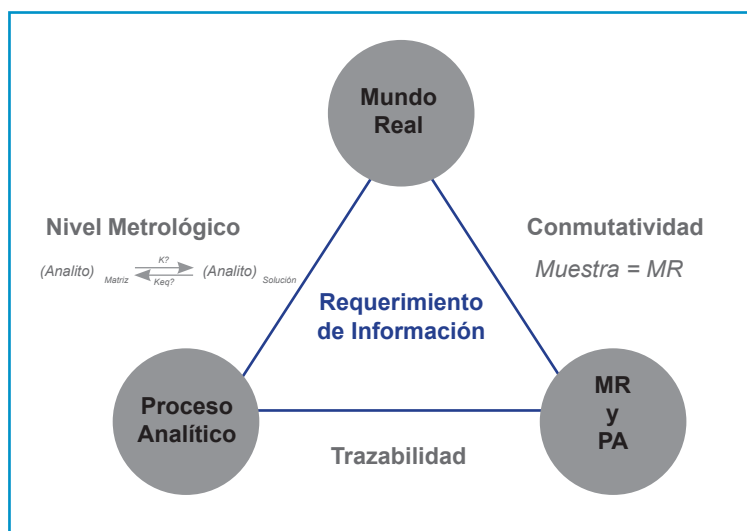 Mundo
Real
Nivel Metrológico
Conmutatividad
(Analito) Matriz K? Keq? (Analito) Solución
Muestra = MR
Requerimiento
de Información
Proceso
Analítico
MR
y
PA
Trazabilidad